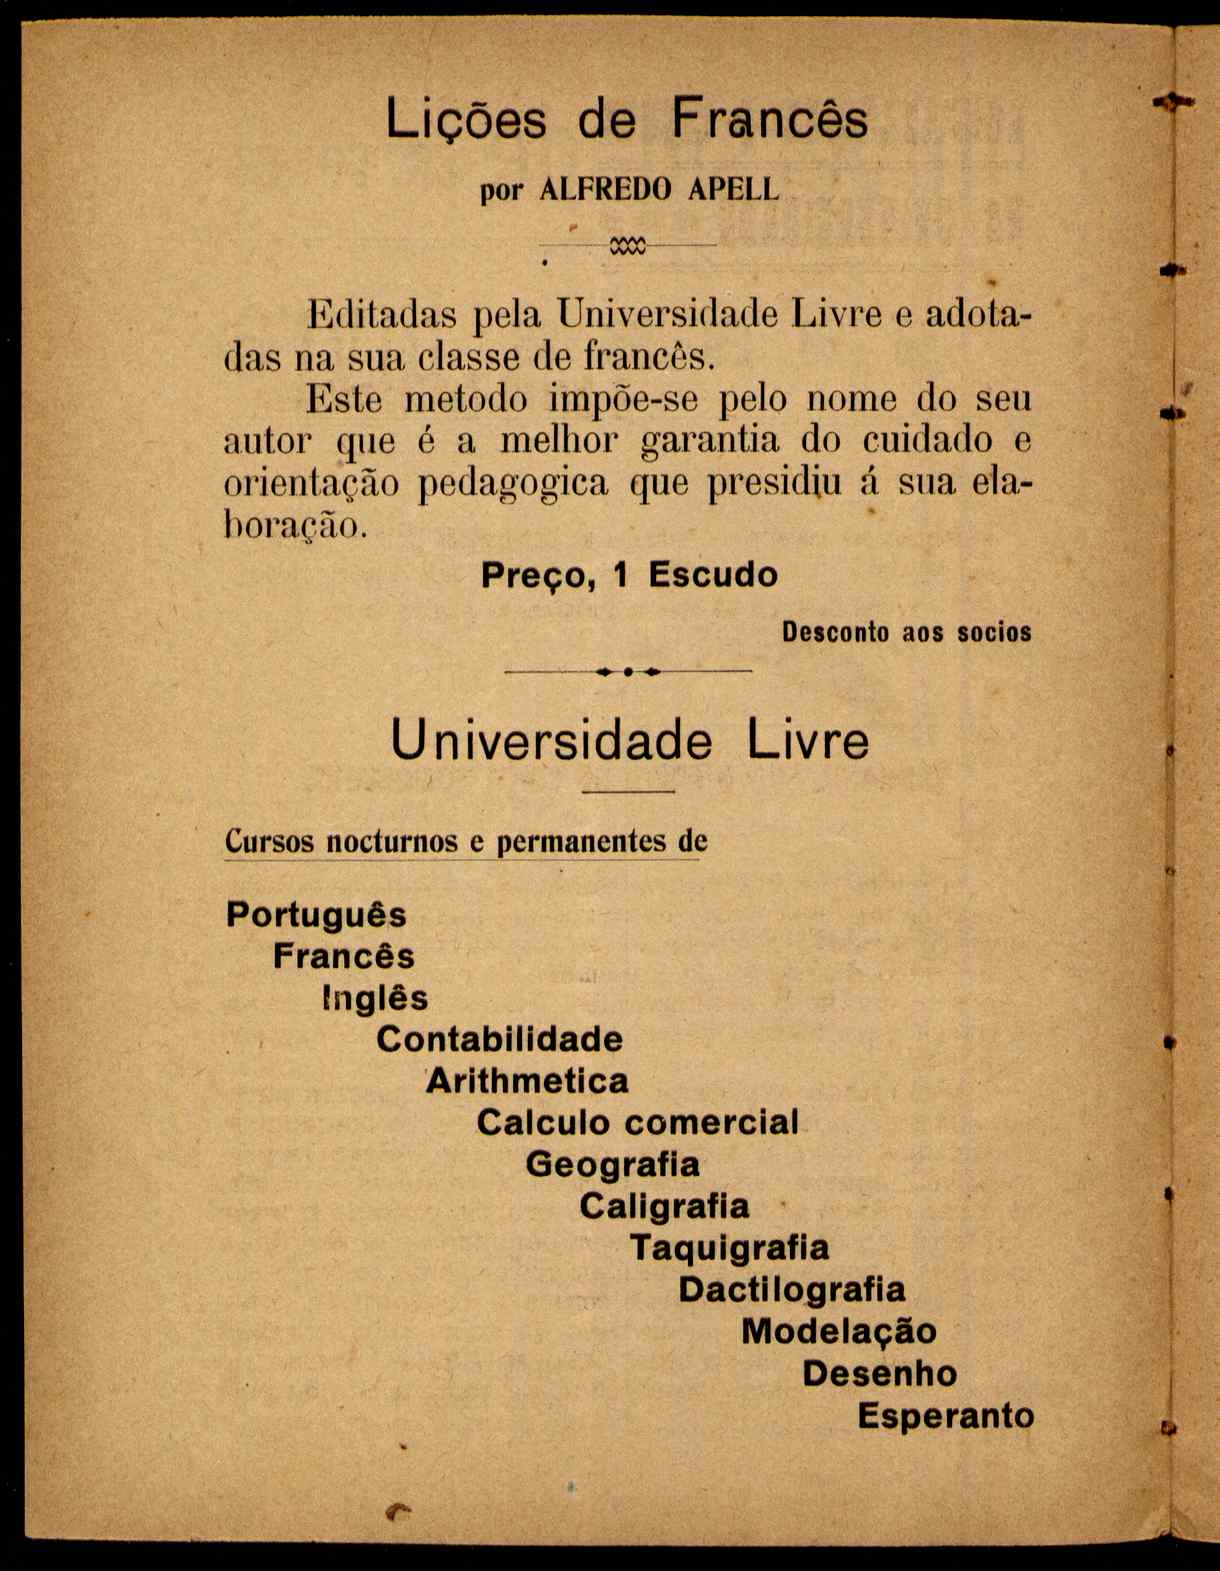 Lições de Francês
por ALFREDO APELL
Editadas pela Universidade Livre e adota-
das na sua classe de francês.
Este metodo impõe-se pelo nome do seu
autor que é a melhor garantia do cuidado e
orientação pedagogica que presidiu á sua ela-
boração.
Preço, 1 Escudo
Desconto aos socios
Universidade Livre
Cursos nocturnos e permanentes de
Português
Francês
Inglês
Contabilidade
Arithmetica
Calculo comercial
Geografia
Caligrafia
Taquigrafia
Dactilografia
Modelação
Desenho
Esperanto